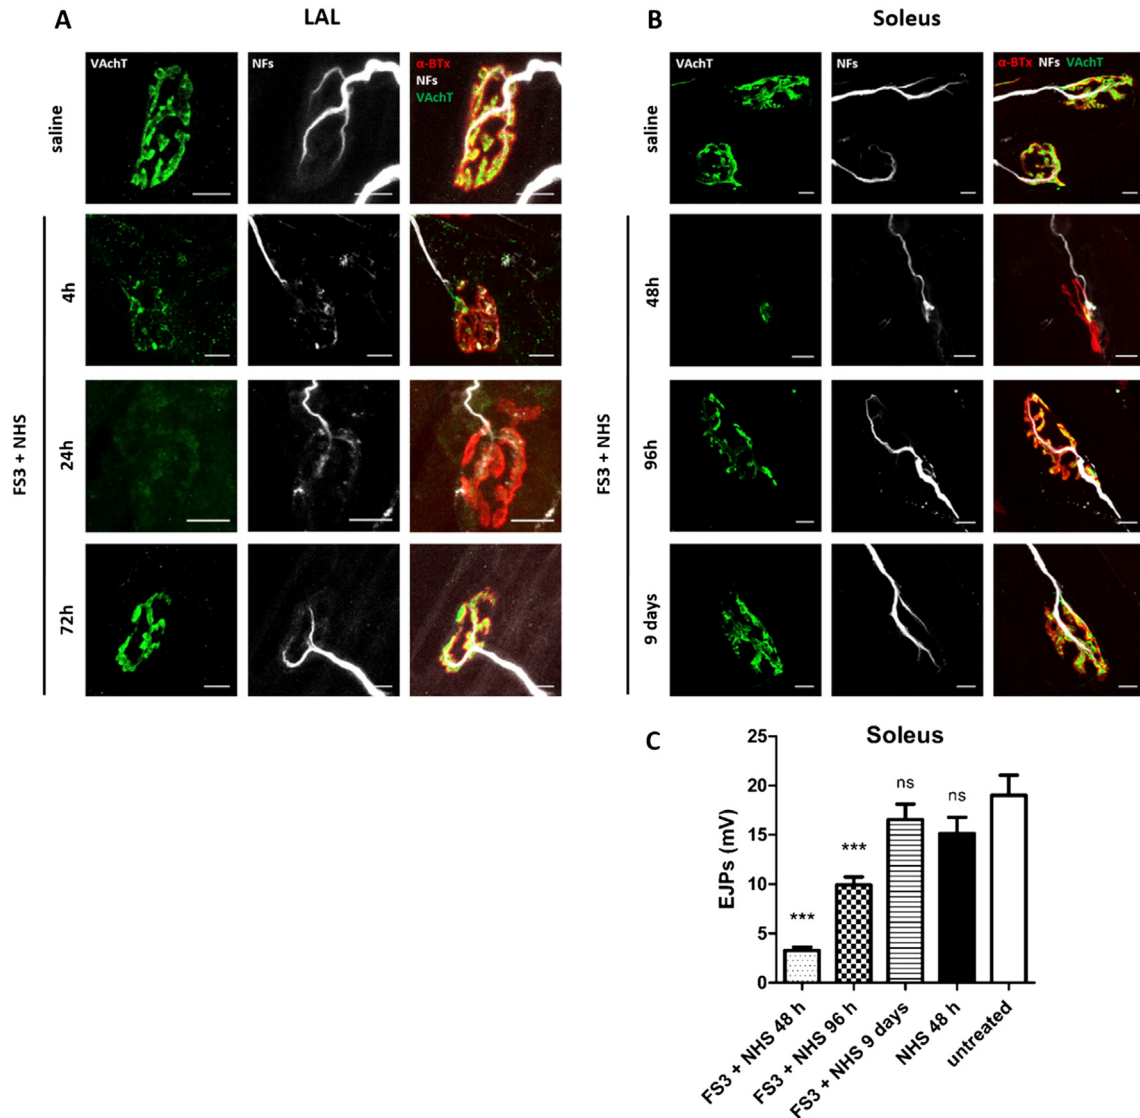 A
LAL
VAchT
NFs
α-BTx
NFs
VAchT
saline
FS3 + NHS
4h
24h
72h
B
Soleus
VAchT
NFs
α-BTx NFs VAchT
saline
FS3 + NHS
48h
96h
9 days
C
Soleus
EJPs (mV)
25
20
15
10
5
0
***
***
ns
ns
FS3 + NHS 48 h
FS3 + NHS 96 h
FS3 + NHS 9 days
NHS 48 h
untreated